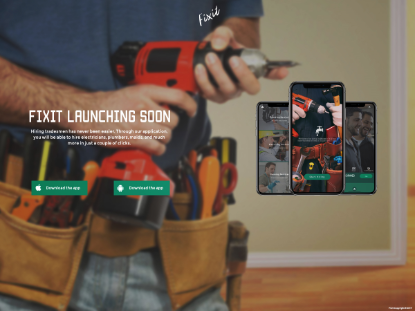 Fixit
FIXIT LAUNCHING SOON
Hiring tradesmen has never been easier. Through our application,
you will be able to hire electricians, plumbers, maids, and much
more in just a couple of clicks.
Download the app
Download the app